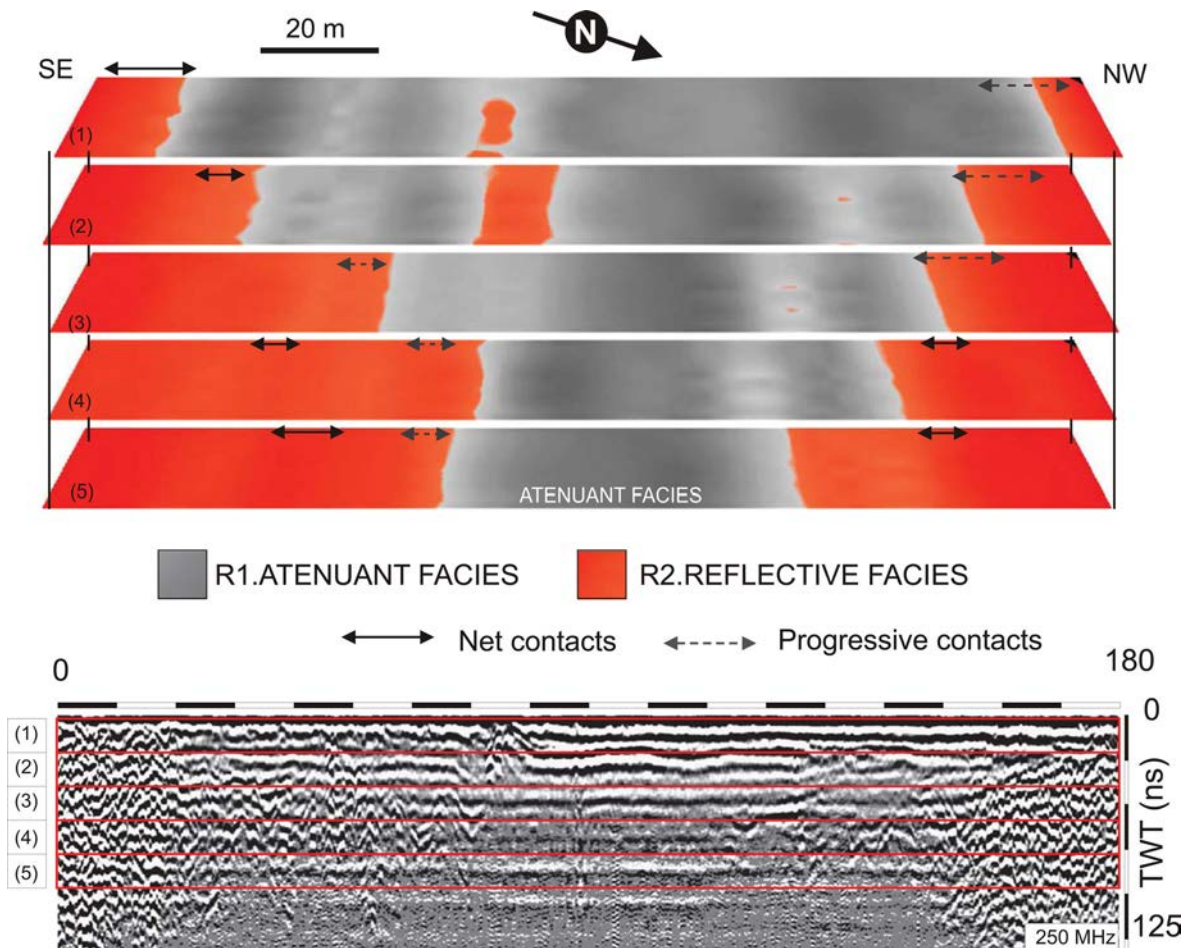 20 m
N
SE
NW
(1)
(2)
(3)
(4)
(5)
ATENUANT FACIES
R1.ATENUANT FACIES
R2.REFLECTIVE FACIES
Net contacts
Progressive contacts
0
180
0
(1)
(2)
(3)
(4)
(5)
TWT (ns)
125
250 MHz